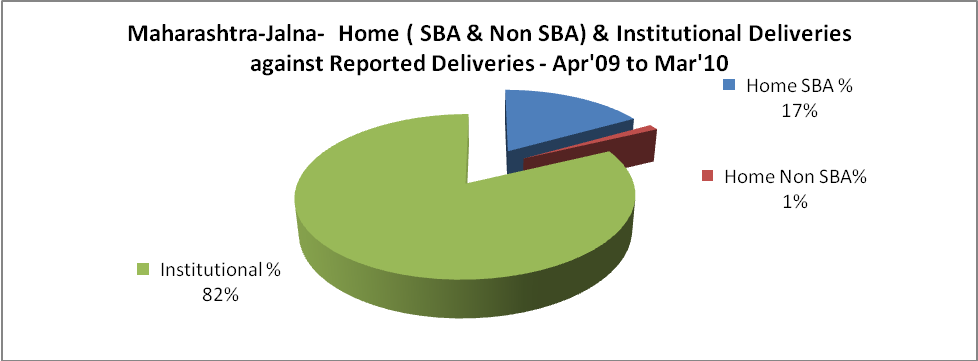 Maharashtra-Jalna-  Home ( SBA & Non SBA) & Institutional Deliveries
against Reported Deliveries - Apr'09 to Mar'10
Home SBA %
17%
Home Non SBA%
1%
Institutional %
82%